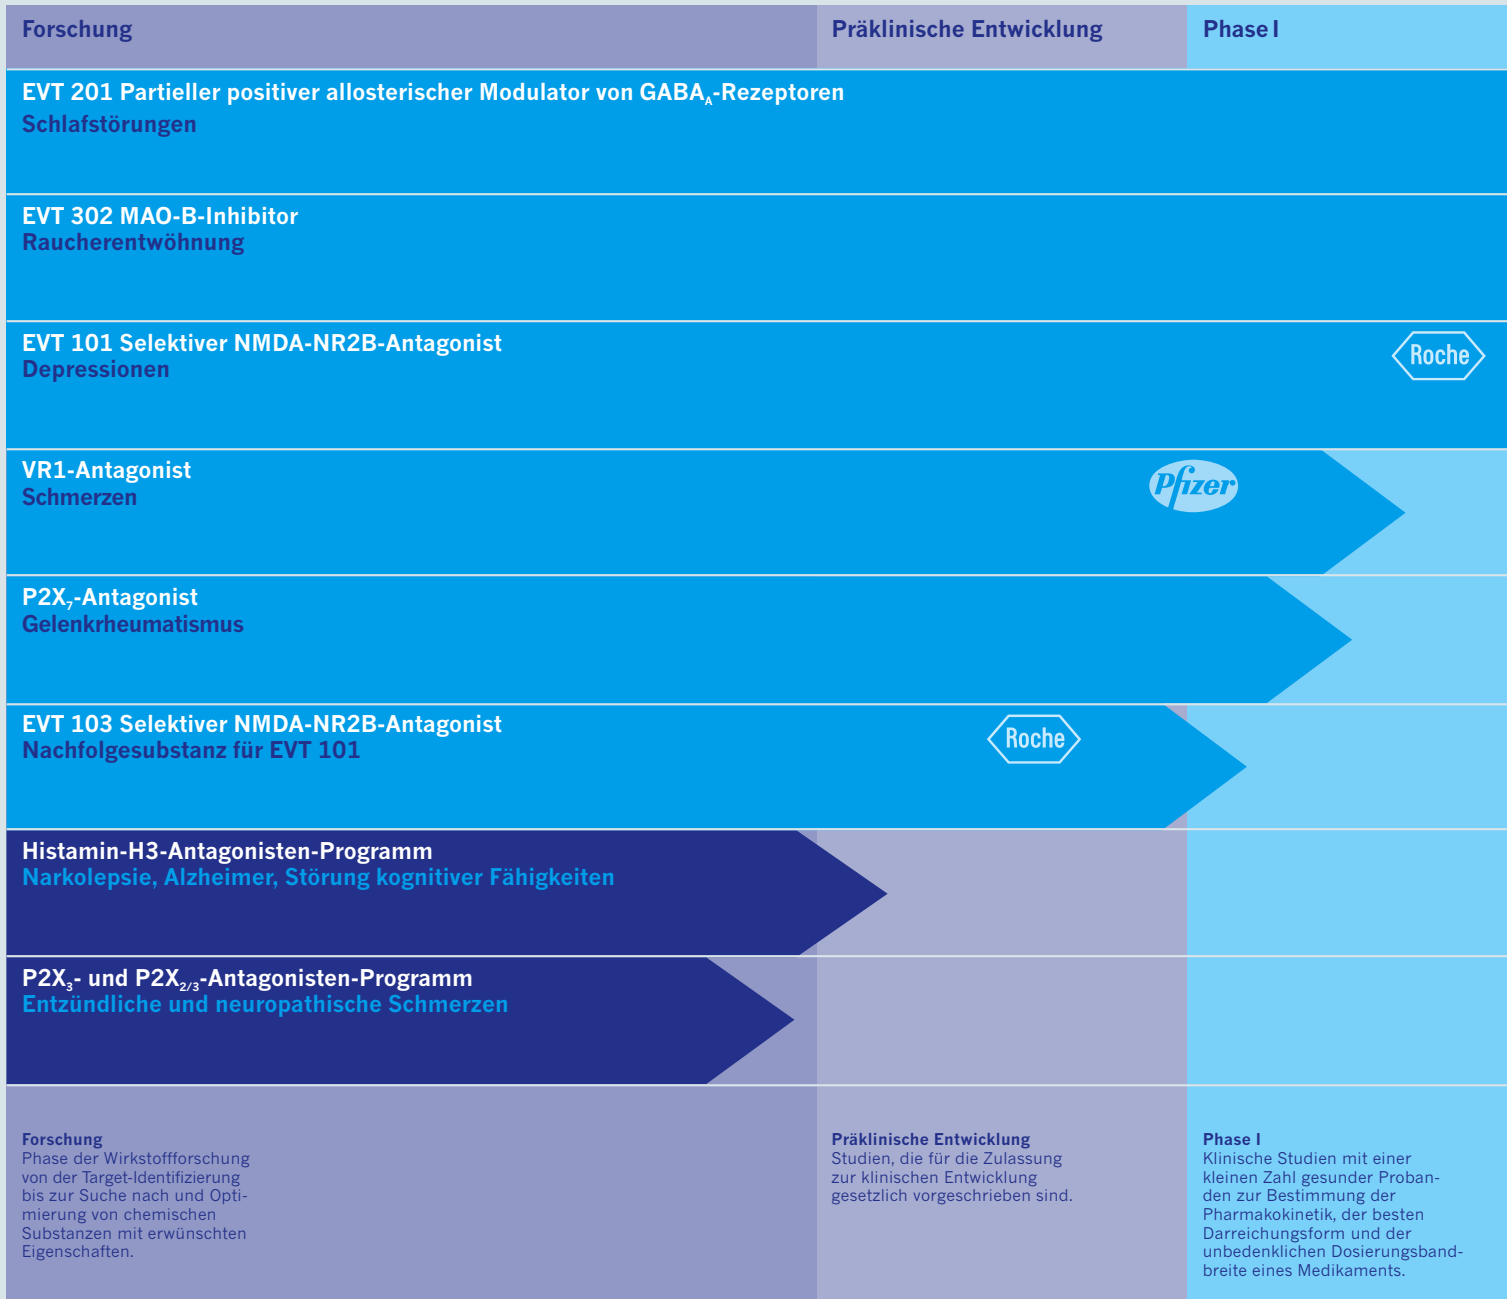 Forschung
Präklinische Entwicklung
Phase I
EVT 201 Partieller positiver allosterischer Modulator von GABA_A-Rezeptoren
Schlafstörungen
EVT 302 MAO-B-Inhibitor
Raucherentwöhnung
EVT 101 Selektiver NMDA-NR2B-Antagonist
Depressionen
Roche
VR1-Antagonist
Schmerzen
Pfizer
P2X₇-Antagonist
Gelenkrheumatismus
EVT 103 Selektiver NMDA-NR2B-Antagonist
Nachfolgesubstanz für EVT 101
Roche
Histamin-H3-Antagonisten-Programm
Narkolepsie, Alzheimer, Störung kognitiver Fähigkeiten
P2X₃- und P2X₂/₃-Antagonisten-Programm
Entzündliche und neuropathische Schmerzen
Forschung
Phase der Wirkstoffforschung
von der Target-Identifizierung
bis zur Suche nach und Opti-
mierung von chemischen
Substanzen mit erwünschten
Eigenschaften.
Präklinische Entwicklung
Studien, die für die Zulassung
zur klinischen Entwicklung
gesetzlich vorgeschrieben sind.
Phase I
Klinische Studien mit einer
kleinen Zahl gesunder Proban-
den zur Bestimmung der
Pharmakokinetik, der besten
Darreichungsform und der
unbedenklichen Dosierungsband-
breite eines Medikaments.